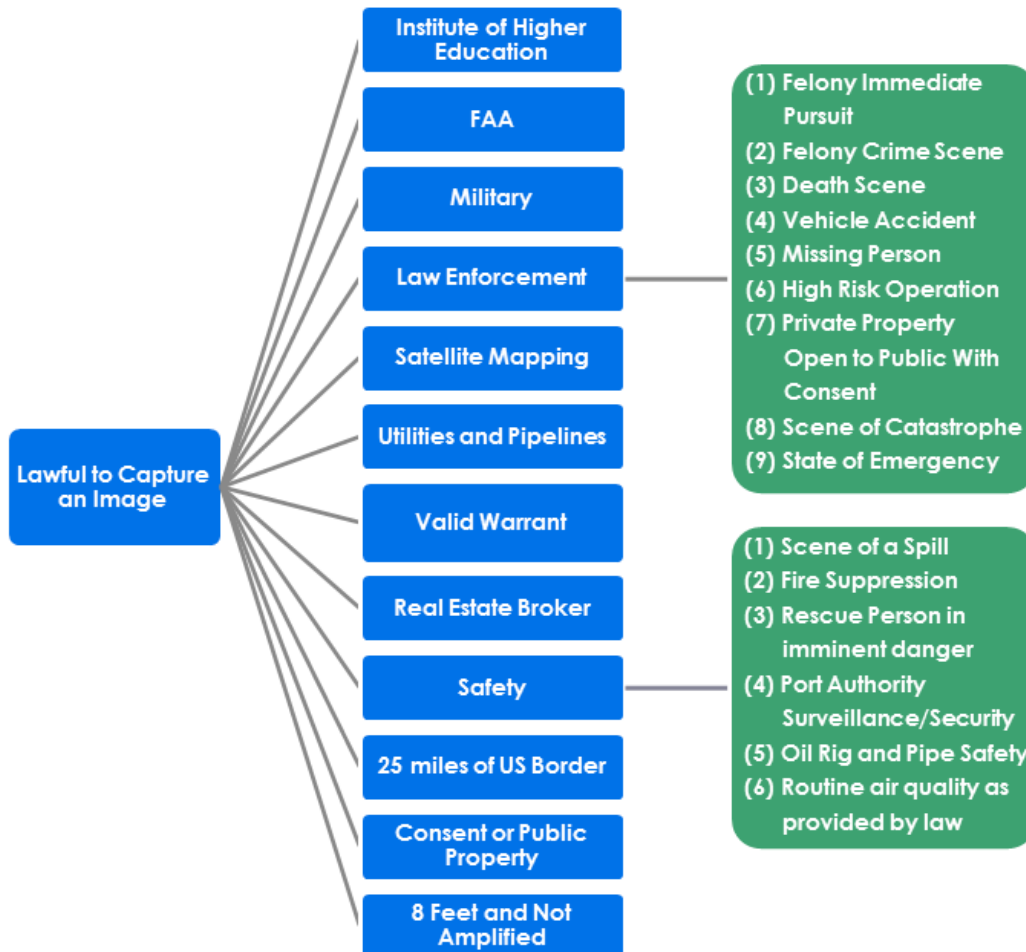 Lawful to Capture
an Image
Institute of Higher
Education
FAA
Military
Law Enforcement
Satellite Mapping
Utilities and Pipelines
Valid Warrant
Real Estate Broker
Safety
25 miles of US Border
Consent or Public
Property
8 Feet and Not
Amplified
(1) Felony Immediate
Pursuit
(2) Felony Crime Scene
(3) Death Scene
(4) Vehicle Accident
(5) Missing Person
(6) High Risk Operation
(7) Private Property
Open to Public With
Consent
(8) Scene of Catastrophe
(9) State of Emergency
(1) Scene of a Spill
(2) Fire Suppression
(3) Rescue Person in
imminent danger
(4) Port Authority
Surveillance/Security
(5) Oil Rig and Pipe Safety
(6) Routine air quality as
provided by law